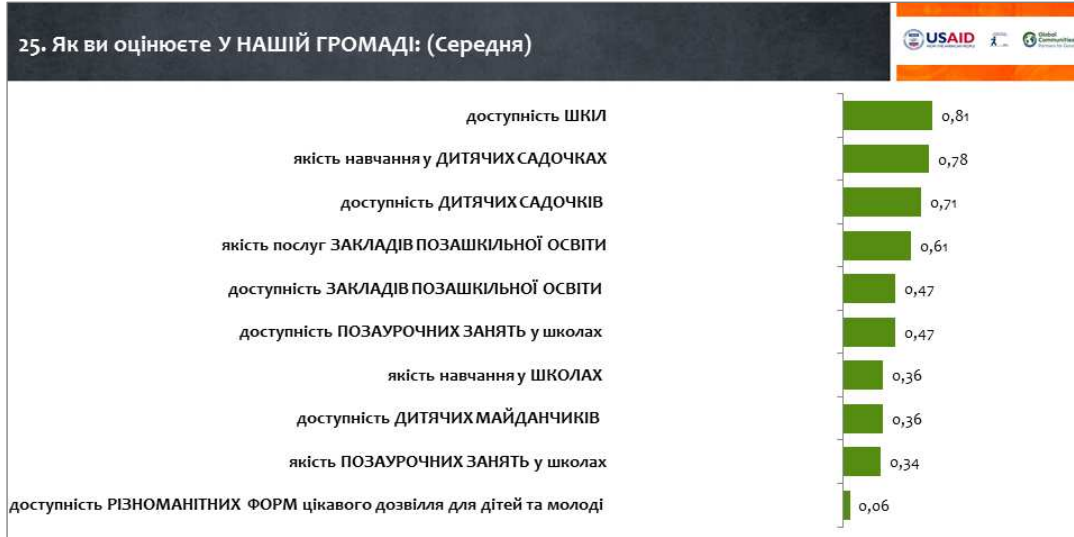 25. Як ви оцінюєте У НАШІЙ ГРОМАДІ: (Середня)
USAID
Global
Communities
доступність ШКІЛ
0,81
якість навчання у ДИТЯЧИХ САДОЧКАХ
0,78
доступність ДИТЯЧИХ САДОЧКІВ
0,71
якість послуг ЗАКЛАДІВ ПОЗАШКІЛЬНОЇ ОСВІТИ
0,61
доступність ЗАКЛАДІВ ПОЗАШКІЛЬНОЇ ОСВІТИ
0,47
доступність ПОЗАУРОЧНИХ ЗАНЯТЬ у школах
0,47
якість навчання у ШКОЛАХ
0,36
доступність ДИТЯЧИХ МАЙДАНЧИКІВ
0,36
якість ПОЗАУРОЧНИХ ЗАНЯТЬ у школах
0,34
доступність РІЗНОМАНІТНИХ ФОРМ цікавого дозвілля для дітей та молоді
0,06